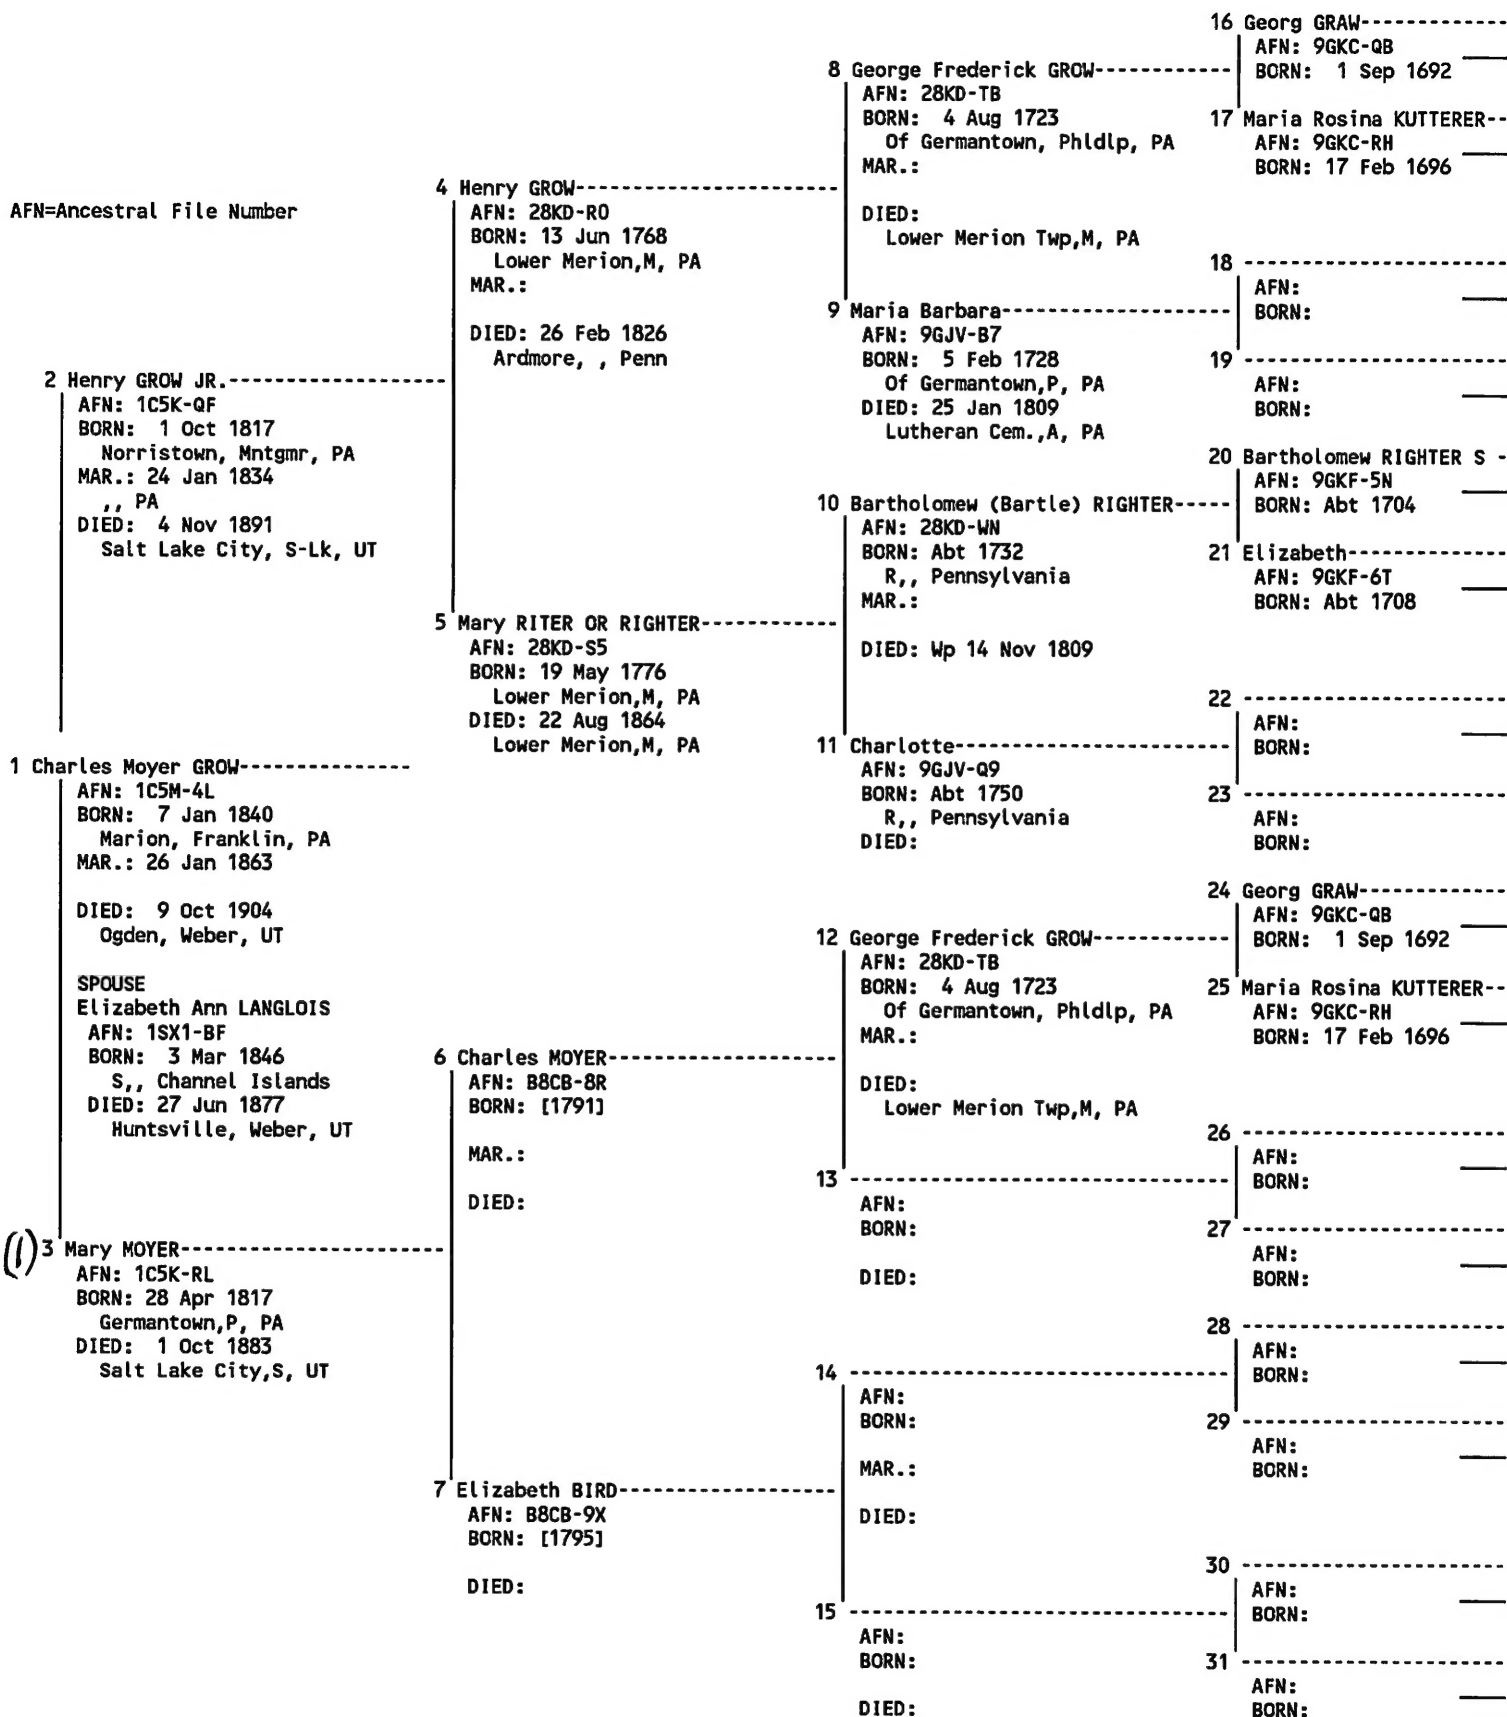 AFN=Ancestral File Number
1 Charles Moyer GROW
AFN: 1C5M-4L
BORN: 7 Jan 1840
Marion, Franklin, PA
MAR.: 26 Jan 1863
DIED: 9 Oct 1904
Ogden, Weber, UT
SPOUSE
Elizabeth Ann LANGLOIS
AFN: 1SX1-BF
BORN: 3 Mar 1846
S,, Channel Islands
DIED: 27 Jun 1877
Huntsville, Weber, UT
2 Henry GROW JR.
AFN: 1C5K-QF
BORN: 1 Oct 1817
Norristown, Mntgmr, PA
MAR.: 24 Jan 1834
,, PA
DIED: 4 Nov 1891
Salt Lake City, S-Lk, UT
(1) 3 Mary MOYER
AFN: 1C5K-RL
BORN: 28 Apr 1817
Germantown,P, PA
DIED: 1 Oct 1883
Salt Lake City,S, UT
4 Henry GROW
AFN: 28KD-R0
BORN: 13 Jun 1768
Lower Merion,M, PA
MAR.:
DIED: 26 Feb 1826
Ardmore, , Penn
5 Mary RITER OR RIGHTER
AFN: 28KD-S5
BORN: 19 May 1776
Lower Merion,M, PA
DIED: 22 Aug 1864
Lower Merion,M, PA
6 Charles MOYER
AFN: B8CB-8R
BORN: [1791]
MAR.:
DIED:
7 Elizabeth BIRD
AFN: B8CB-9X
BORN: [1795]
DIED:
8 George Frederick GROW
AFN: 28KD-TB
BORN: 4 Aug 1723
Of Germantown, Phldlp, PA
MAR.:
DIED:
Lower Merion Twp,M, PA
9 Maria Barbara
AFN: 9GJV-B7
BORN: 5 Feb 1728
Of Germantown,P, PA
DIED: 25 Jan 1809
Lutheran Cem.,A, PA
10 Bartholomew (Bartle) RIGHTER
AFN: 28KD-WN
BORN: Abt 1732
R,, Pennsylvania
MAR.:
DIED: Wp 14 Nov 1809
11 Charlotte
AFN: 9GJV-Q9
BORN: Abt 1750
R,, Pennsylvania
DIED:
12 George Frederick GROW
AFN: 28KD-TB
BORN: 4 Aug 1723
Of Germantown, Phldlp, PA
MAR.:
DIED:
Lower Merion Twp,M, PA
13
AFN:
BORN:
DIED:
14
AFN:
BORN:
MAR.:
DIED:
15
AFN:
BORN:
DIED:
16 Georg GRAW
AFN: 9GKC-QB
BORN: 1 Sep 1692
17 Maria Rosina KUTTERER
AFN: 9GKC-RH
BORN: 17 Feb 1696
18
AFN:
BORN:
19
AFN:
BORN:
20 Bartholomew RIGHTER S
AFN: 9GKF-5N
BORN: Abt 1704
21 Elizabeth
AFN: 9GKF-6T
BORN: Abt 1708
22
AFN:
BORN:
23
AFN:
BORN:
24 Georg GRAW
AFN: 9GKC-QB
BORN: 1 Sep 1692
25 Maria Rosina KUTTERER
AFN: 9GKC-RH
BORN: 17 Feb 1696
26
AFN:
BORN:
27
AFN:
BORN:
28
AFN:
BORN:
29
AFN:
BORN:
30
AFN:
BORN:
31
AFN:
BORN: